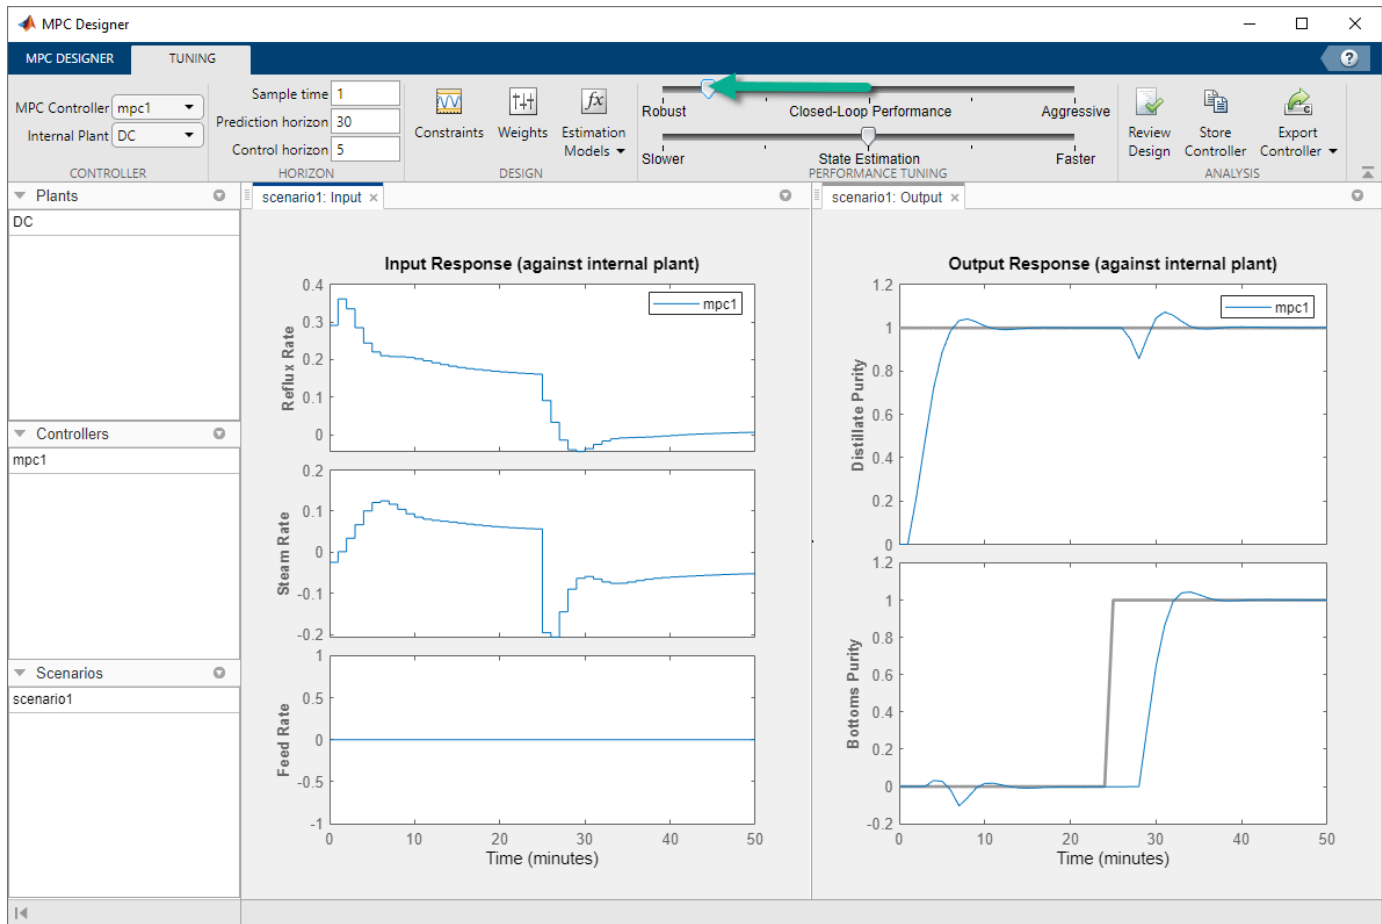 MPC Designer
MPC DESIGNER
TUNING
?
MPC Controller mpc1
Internal Plant DC
CONTROLLER
Sample time 1
Prediction horizon 30
Control horizon 5
HORIZON
Constraints
Weights
fx
Estimation
Models
DESIGN
Robust
Closed-Loop Performance
Aggressive
Slower
State Estimation
Faster
PERFORMANCE TUNING
Review
Design
Store
Controller
Export
Controller
ANALYSIS
Plants
DC
Controllers
mpc1
Scenarios
scenario1
scenario1: Input
Input Response (against internal plant)
mpc1
Reflux Rate
0.4
0.3
0.2
0.1
0
Steam Rate
0.2
0.1
0
-0.1
-0.2
Feed Rate
1
0.5
0
-0.5
-1
0 10 20 30 40 50
Time (minutes)
scenario1: Output
Output Response (against internal plant)
mpc1
Distillate Purity
1.2
1
0.8
0.6
0.4
0.2
0
Bottoms Purity
1.2
1
0.8
0.6
0.4
0.2
0
-0.2
0 10 20 30 40 50
Time (minutes)